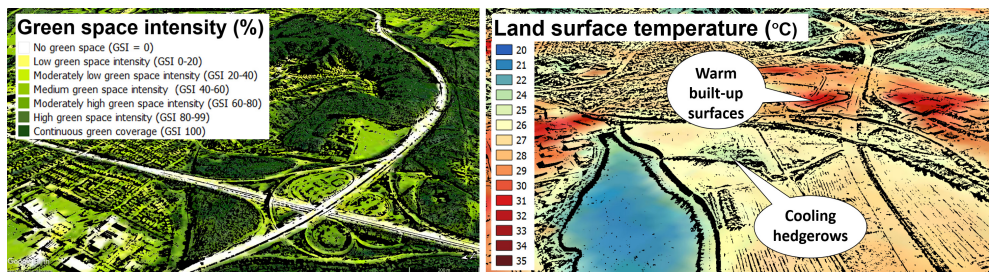 Green space intensity (%)
No green space (GSI = 0)
Low green space intensity (GSI 0-20)
Moderately low green space intensity (GSI 20-40)
Medium green space intensity (GSI 40-60)
Moderately high green space intensity (GSI 60-80)
High green space intensity (GSI 80-99)
Continuous green coverage (GSI 100)
Land surface temperature (°C)
20
21
22
24
25
26
27
28
29
30
31
32
33
34
35
Warm
built-up
surfaces
Cooling
hedgerows